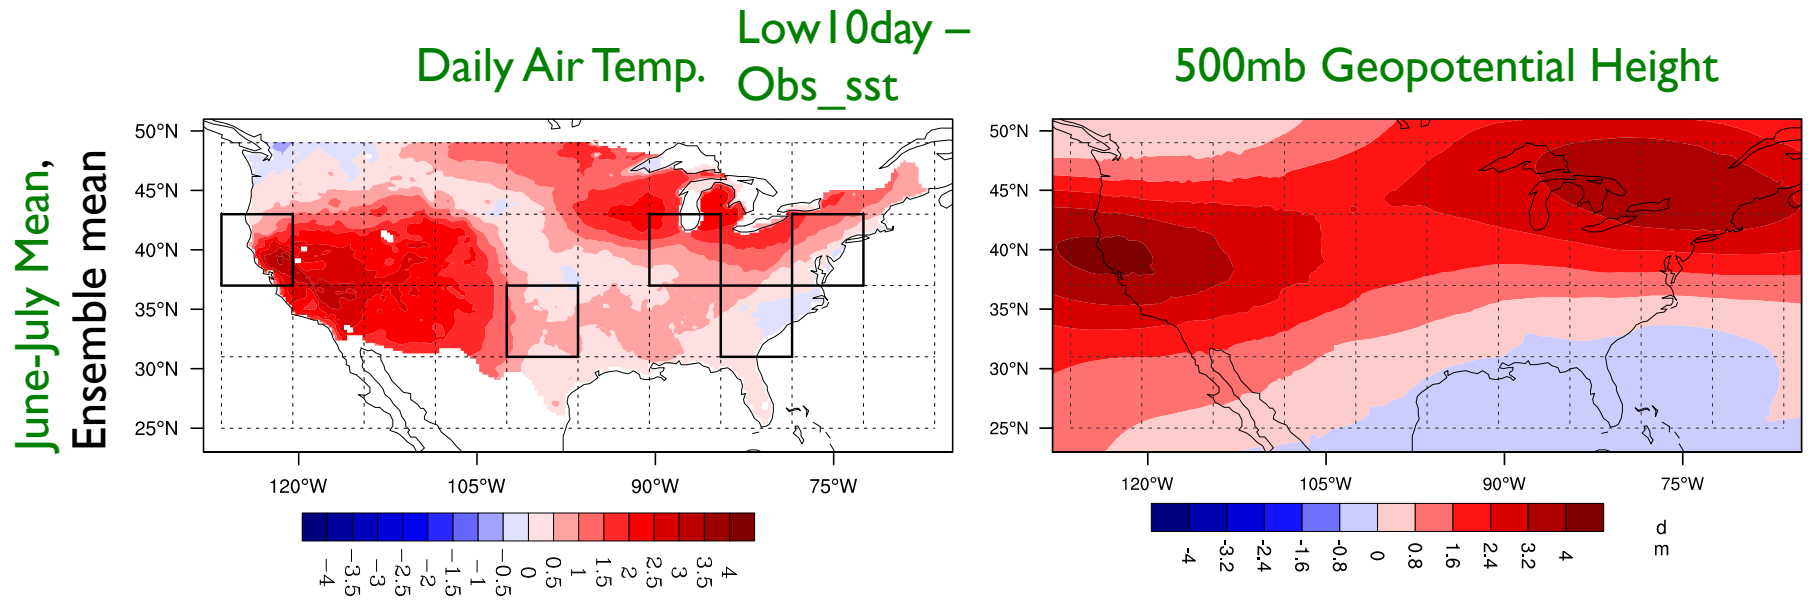 Low10day –
Obs_sst
Daily Air Temp.
500mb Geopotential Height
June-July Mean,
Ensemble mean
50°N
45°N
40°N
35°N
30°N
25°N
120°W 105°W 90°W 75°W
−4 −3.5 −3 −2.5 −2 −1.5 −1 −0.5 0 0.5 1 1.5 2 2.5 3 3.5 4
50°N
45°N
40°N
35°N
30°N
25°N
120°W 105°W 90°W 75°W
-4 -3.2 -2.4 -1.6 -0.8 0 0.8 1.6 2.4 3.2 4
d
m